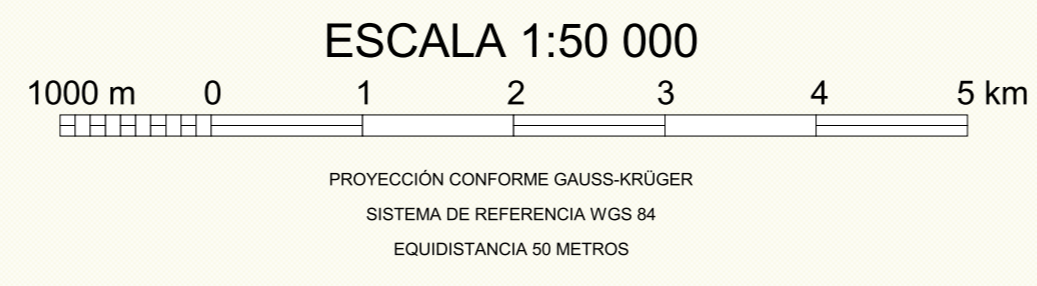 ESCALA 1:50 000
1000 m 0 1 2 3 4 5 km
PROYECCIÓN CONFORME GAUSS-KRÜGER
SISTEMA DE REFERENCIA WGS 84
EQUIDISTANCIA 50 METROS